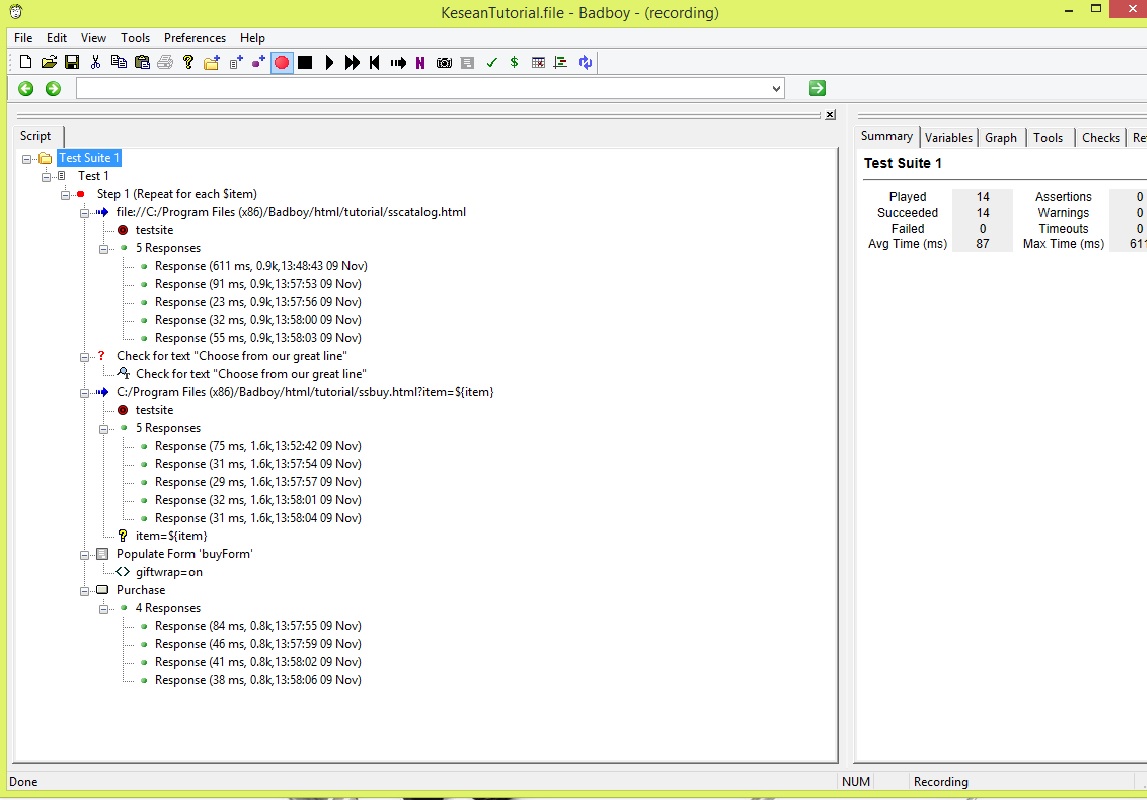 KeseanTutorial.file - Badboy - (recording)
File Edit View Tools Preferences Help
Script
Test Suite 1
Test 1
Step 1 (Repeat for each $item)
file://C:/Program Files (x86)/Badboy/html/tutorial/sscatalog.html
testsite
5 Responses
Response (611 ms, 0.9k,13:48:43 09 Nov)
Response (91 ms, 0.9k,13:57:53 09 Nov)
Response (23 ms, 0.9k,13:57:56 09 Nov)
Response (32 ms, 0.9k,13:58:00 09 Nov)
Response (55 ms, 0.9k,13:58:03 09 Nov)
Check for text "Choose from our great line"
Check for text "Choose from our great line"
C:/Program Files (x86)/Badboy/html/tutorial/ssbuy.html?item=${item}
testsite
5 Responses
Response (75 ms, 1.6k,13:52:42 09 Nov)
Response (31 ms, 1.6k,13:57:54 09 Nov)
Response (29 ms, 1.6k,13:57:57 09 Nov)
Response (32 ms, 1.6k,13:58:01 09 Nov)
Response (31 ms, 1.6k,13:58:04 09 Nov)
item=${item}
Populate Form 'buyForm'
giftwrap=on
Purchase
4 Responses
Response (84 ms, 0.8k,13:57:55 09 Nov)
Response (46 ms, 0.8k,13:57:59 09 Nov)
Response (41 ms, 0.8k,13:58:02 09 Nov)
Response (38 ms, 0.8k,13:58:06 09 Nov)
Summary Variables Graph Tools Checks Re
Test Suite 1
Played 14 Assertions 0
Succeeded 14 Warnings 0
Failed 0 Timeouts 0
Avg Time (ms) 87 Max Time (ms) 611
Done NUM Recording